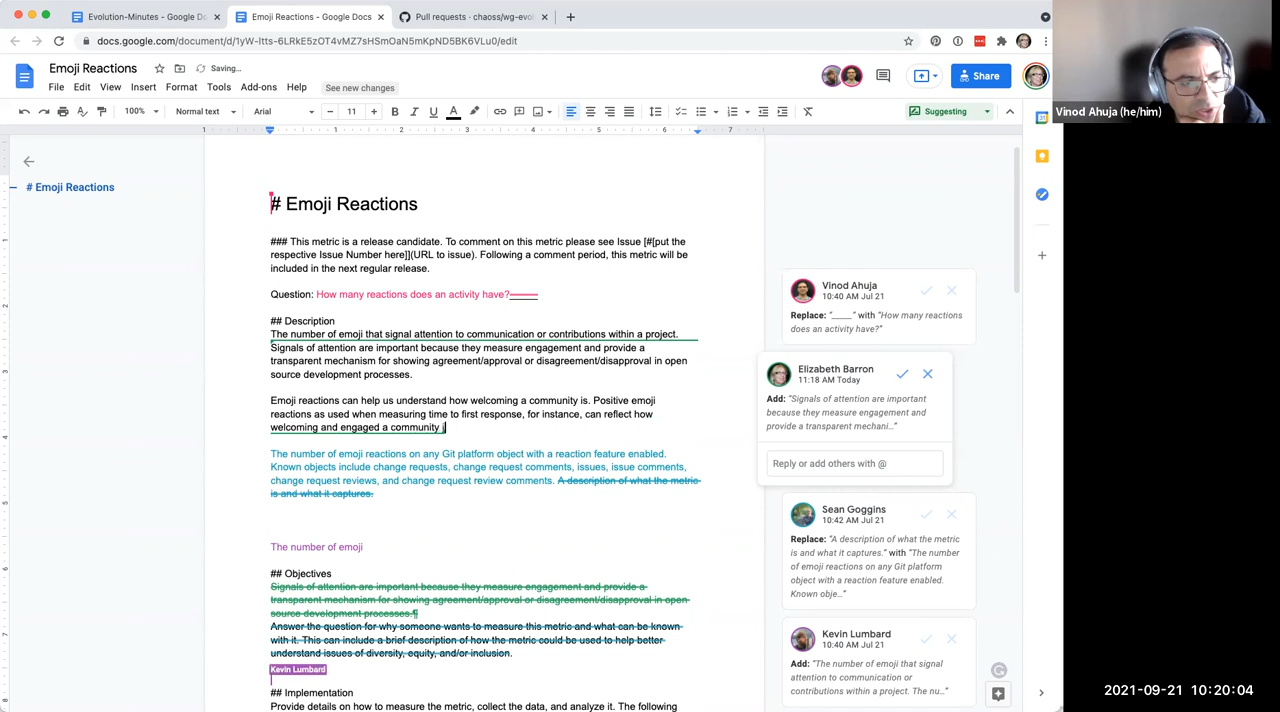 Evolution-Minutes - Google Do
Emoji Reactions - Google Docs
Pull requests · chaoss/wg-evol
docs.google.com/document/d/1yW-Itts-6LRkE5zOT4vMZ7sHSmOaN5mKpND5BK6VLu0/edit
Emoji Reactions
Saving...
File Edit View Insert Format Tools Add-ons Help
See new changes
Share
100%
Normal text
Arial
11
Suggesting
Vinod Ahuja (he/him)
# Emoji Reactions
# Emoji Reactions
### This metric is a release candidate. To comment on this metric please see Issue [#[put the
respective Issue Number here]](URL to issue). Following a comment period, this metric will be
included in the next regular release.
Question: How many reactions does an activity have?______
## Description
The number of emoji that signal attention to communication or contributions within a project.
Signals of attention are important because they measure engagement and provide a
transparent mechanism for showing agreement/approval or disagreement/disapproval in open
source development processes.
Emoji reactions can help us understand how welcoming a community is. Positive emoji
reactions as used when measuring time to first response, for instance, can reflect how
welcoming and engaged a community i
The number of emoji reactions on any Git platform object with a reaction feature enabled.
Known objects include change requests, change request comments, issues, issue comments,
change request reviews, and change request review comments. A description of what the metric
is and what it captures.
The number of emoji
## Objectives
Signals of attention are important because they measure engagement and provide a
transparent mechanism for showing agreement/approval or disagreement/disapproval in open
source development processes.¶
Answer the question for why someone wants to measure this metric and what can be known
with it. This can include a brief description of how the metric could be used to help better
understand issues of diversity, equity, and/or inclusion.
Kevin Lumbard
## Implementation
Provide details on how to measure the metric, collect the data, and analyze it. The following
Vinod Ahuja
10:40 AM Jul 21
Replace: "_____" with "How many reactions
does an activity have?"
Elizabeth Barron
11:18 AM Today
Add: "Signals of attention are important
because they measure engagement and
provide a transparent mechani..."
Reply or add others with @
Sean Goggins
10:42 AM Jul 21
Replace: "A description of what the metric
is and what it captures." with "The number
of emoji reactions on any Git platform
object with a reaction feature enabled.
Known obje..."
Kevin Lumbard
10:40 AM Jul 21
Add: "The number of emoji that signal
attention to communication or
contributions within a project. The nu..."
2021-09-21 10:20:04